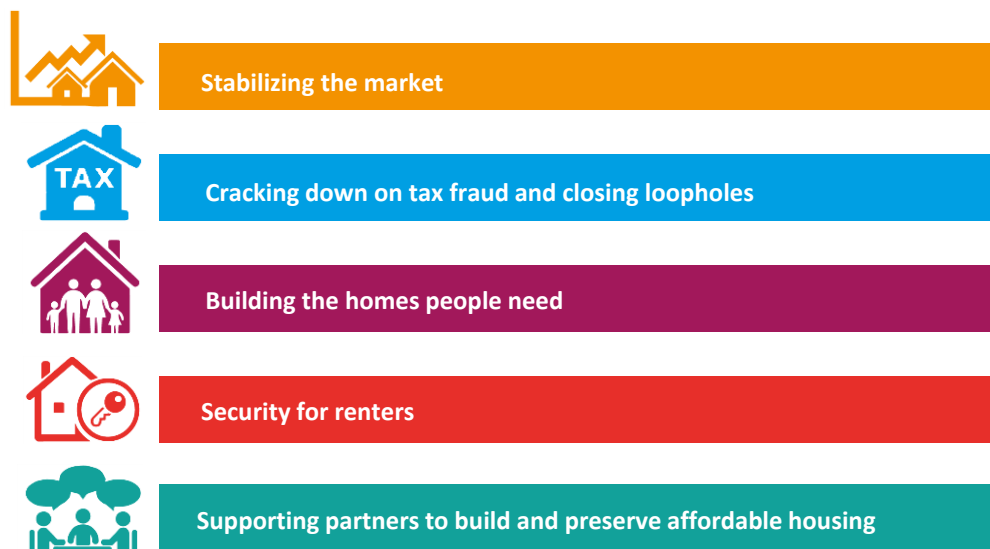 Stabilizing the market
TAX
Cracking down on tax fraud and closing loopholes
Building the homes people need
Security for renters
Supporting partners to build and preserve affordable housing